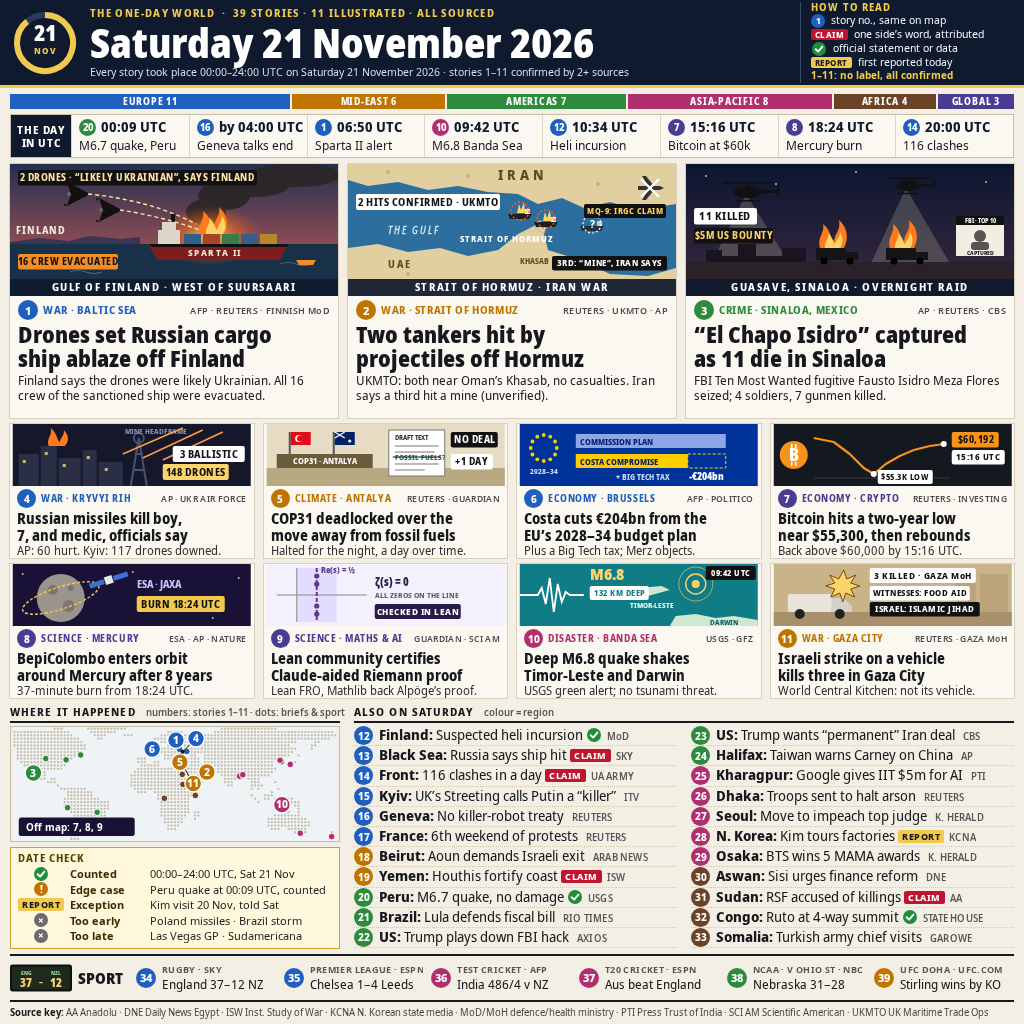 21
NOV
THE ONE-DAY WORLD · 39 STORIES · 11 ILLUSTRATED · ALL SOURCED
Saturday 21 November 2026
Every story took place 00:00–24:00 UTC on Saturday 21 November 2026 · stories 1–11 confirmed by 2+ sources
HOW TO READ
1 story no., same on map
CLAIM one side's word, attributed
official statement or data
REPORT first reported today
1–11: no label, all confirmed
EUROPE 11
MID-EAST 6
AMERICAS 7
ASIA-PACIFIC 8
AFRICA 4
GLOBAL 3
THE DAY
IN UTC
20 00:09 UTC
M6.7 quake, Peru
16 by 04:00 UTC
Geneva talks end
1 06:50 UTC
Sparta II alert
10 09:42 UTC
M6.8 Banda Sea
12 10:34 UTC
Heli incursion
7 15:16 UTC
Bitcoin at $60k
8 18:24 UTC
Mercury burn
14 20:00 UTC
116 clashes
2 DRONES · “LIKELY UKRAINIAN”, SAYS FINLAND
FINLAND
SPARTA II
16 CREW EVACUATED
GULF OF FINLAND · WEST OF SUURSAARI
1 WAR · BALTIC SEA
AFP · REUTERS · FINNISH MoD
Drones set Russian cargo
ship ablaze off Finland
Finland says the drones were likely Ukrainian. All 16
crew of the sanctioned ship were evacuated.
IRAN
2 HITS CONFIRMED · UKMTO
MQ-9: IRGC CLAIM
THE GULF
?
STRAIT OF HORMUZ
UAE
KHASAB
3RD: “MINE”, IRAN SAYS
STRAIT OF HORMUZ · IRAN WAR
2 WAR · STRAIT OF HORMUZ
REUTERS · UKMTO · AP
Two tankers hit by
projectiles off Hormuz
UKMTO: both near Oman’s Khasab, no casualties. Iran
says a third hit a mine (unverified).
11 KILLED
$5M US BOUNTY
FBI · TOP 10
CAPTURED
GUASAVE, SINALOA · OVERNIGHT RAID
3 CRIME · SINALOA, MEXICO
AP · REUTERS · CBS
“El Chapo Isidro” captured
as 11 die in Sinaloa
FBI Ten Most Wanted fugitive Fausto Isidro Meza Flores
seized; 4 soldiers, 7 gunmen killed.
MINE HEADFRAME
3 BALLISTIC
148 DRONES
4 WAR · KRYVYI RIH
AP · UKR AIR FORCE
Russian missiles kill boy,
7, and medic, officials say
AP: 60 hurt. Kyiv: 117 drones downed.
COP31 · ANTALYA
DRAFT TEXT
FOSSIL FUELS?
NO DEAL
+1 DAY
5 CLIMATE · ANTALYA
REUTERS · GUARDIAN
COP31 deadlocked over the
move away from fossil fuels
Halted for the night, a day over time.
2028–34
COMMISSION PLAN
COSTA COMPROMISE
+ BIG TECH TAX
-€204bn
6 ECONOMY · BRUSSELS
AFP · POLITICO
Costa cuts €204bn from the
EU’s 2028–34 budget plan
Plus a Big Tech tax; Merz objects.
B
$60,192
15:16 UTC
$55.3K LOW
7 ECONOMY · CRYPTO
REUTERS · INVESTING
Bitcoin hits a two-year low
near $55,300, then rebounds
Back above $60,000 by 15:16 UTC.
ESA · JAXA
BURN 18:24 UTC
8 SCIENCE · MERCURY
ESA · AP · NATURE
BepiColombo enters orbit
around Mercury after 8 years
37-minute burn from 18:24 UTC.
Re(s) = ½
ζ(s) = 0
ALL ZEROS ON THE LINE
CHECKED IN LEAN
9 SCIENCE · MATHS & AI
GUARDIAN · SCI AM
Lean community certifies
Claude-aided Riemann proof
Lean FRO, Mathlib back Alpöge’s proof.
M6.8
132 KM DEEP
09:42 UTC
TIMOR-LESTE
DARWIN
10 DISASTER · BANDA SEA
USGS · GFZ
Deep M6.8 quake shakes
Timor-Leste and Darwin
USGS green alert; no tsunami threat.
3 KILLED · GAZA MoH
WITNESSES: FOOD AID
ISRAEL: ISLAMIC JIHAD
11 WAR · GAZA CITY
REUTERS · GAZA MoH
Israeli strike on a vehicle
kills three in Gaza City
World Central Kitchen: not its vehicle.
WHERE IT HAPPENED numbers: stories 1–11 · dots: briefs & sport
1
4
6
5
2
3
11
10
Off map: 7, 8, 9
DATE CHECK
Counted 00:00–24:00 UTC, Sat 21 Nov
! Edge case Peru quake at 00:09 UTC, counted
REPORT Exception Kim visit 20 Nov, told Sat
× Too early Poland missiles · Brazil storm
× Too late Las Vegas GP · Sudamericana
ALSO ON SATURDAY colour = region
12 Finland: Suspected heli incursion MoD
13 Black Sea: Russia says ship hit CLAIM SKY
14 Front: 116 clashes in a day CLAIM UA ARMY
15 Kyiv: UK’s Streeting calls Putin a “killer” ITV
16 Geneva: No killer-robot treaty REUTERS
17 France: 6th weekend of protests REUTERS
18 Beirut: Aoun demands Israeli exit ARAB NEWS
19 Yemen: Houthis fortify coast CLAIM ISW
20 Peru: M6.7 quake, no damage USGS
21 Brazil: Lula defends fiscal bill RIO TIMES
22 US: Trump plays down FBI hack AXIOS
23 US: Trump wants “permanent” Iran deal CBS
24 Halifax: Taiwan warns Carney on China AP
25 Kharagpur: Google gives IIT $5m for AI PTI
26 Dhaka: Troops sent to halt arson REUTERS
27 Seoul: Move to impeach top judge K. HERALD
28 N. Korea: Kim tours factories REPORT KCNA
29 Osaka: BTS wins 5 MAMA awards K. HERALD
30 Aswan: Sisi urges finance reform DNE
31 Sudan: RSF accused of killings CLAIM AA
32 Congo: Ruto at 4-way summit STATE HOUSE
33 Somalia: Turkish army chief visits GAROWE
ENG NZL
37 - 12
SPORT
34 RUGBY · SKY
England 37–12 NZ
35 PREMIER LEAGUE · ESPN
Chelsea 1–4 Leeds
36 TEST CRICKET · AFP
India 486/4 v NZ
37 T20 CRICKET · ESPN
Aus beat England
38 NCAA · V OHIO ST · NBC
Nebraska 31–28
39 UFC DOHA · UFC.COM
Stirling wins by KO
Source key: AA Anadolu · DNE Daily News Egypt · ISW Inst. Study of War · KCNA N. Korean state media · MoD/MoH defence/health ministry · PTI Press Trust of India · SCI AM Scientific American · UKMTO UK Maritime Trade Ops